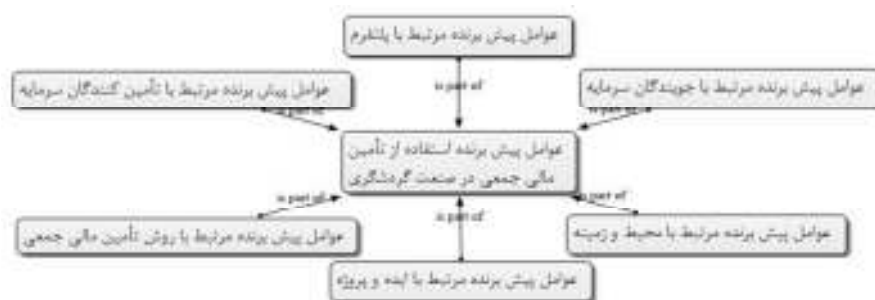 عوامل پیش برنده مرتبط با پلتفرم
is part of
عوامل پیش برنده مرتبط با جویندگان سرمایه
is part of
عوامل پیش برنده مرتبط با تأمین کنندگان سرمایه
is part of
عوامل پیش برنده استفاده از تأمین
مالی جمعی در صنعت گردشگری
is part of
عوامل پیش برنده مرتبط با محیط و زمینه
is part of
عوامل پیش برنده مرتبط با روش تأمین مالی جمعی
is part of
عوامل پیش برنده مرتبط با ایده و پروژه